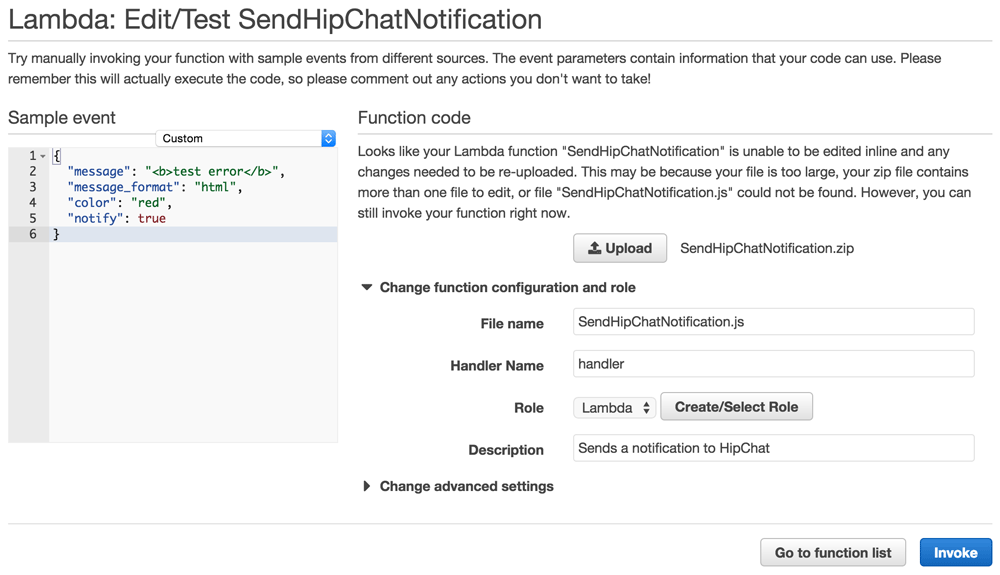 Lambda: Edit/Test SendHipChatNotification
Try manually invoking your function with sample events from different sources. The event parameters contain information that your code can use. Please
remember this will actually execute the code, so please comment out any actions you don't want to take!
Sample event
Custom
1 {
2 "message": "<b>test error</b>",
3 "message_format": "html",
4 "color": "red",
5 "notify": true
6 }
Function code
Looks like your Lambda function "SendHipChatNotification" is unable to be edited inline and any
changes needed to be re-uploaded. This may be because your file is too large, your zip file contains
more than one file to edit, or file "SendHipChatNotification.js" could not be found. However, you can
still invoke your function right now.
Upload SendHipChatNotification.zip
Change function configuration and role
File name SendHipChatNotification.js
Handler Name handler
Role Lambda Create/Select Role
Description Sends a notification to HipChat
Change advanced settings
Go to function list Invoke